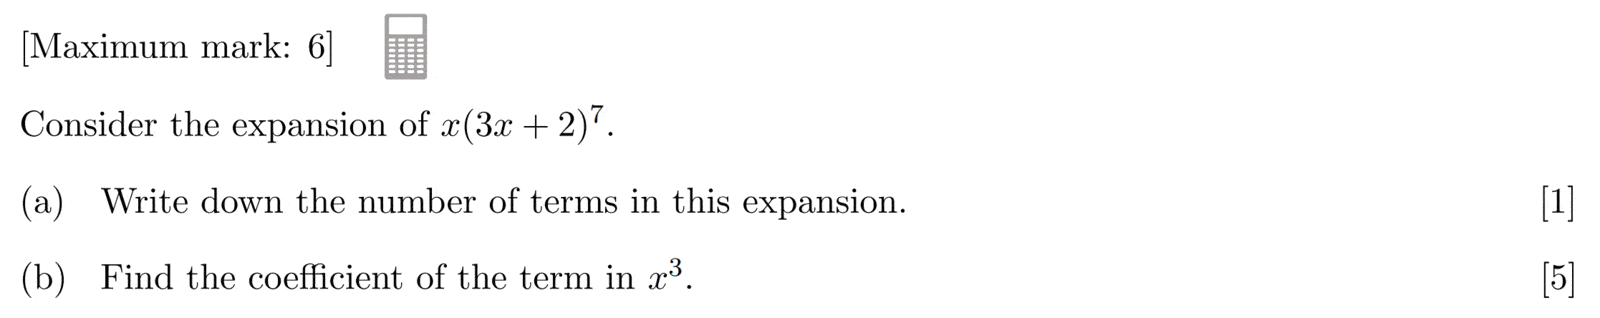 [Maximum mark: 6]
Consider the expansion of $x(3x + 2)^7$.
(a) Write down the number of terms in this expansion. [1]
(b) Find the coefficient of the term in $x^3$. [5]